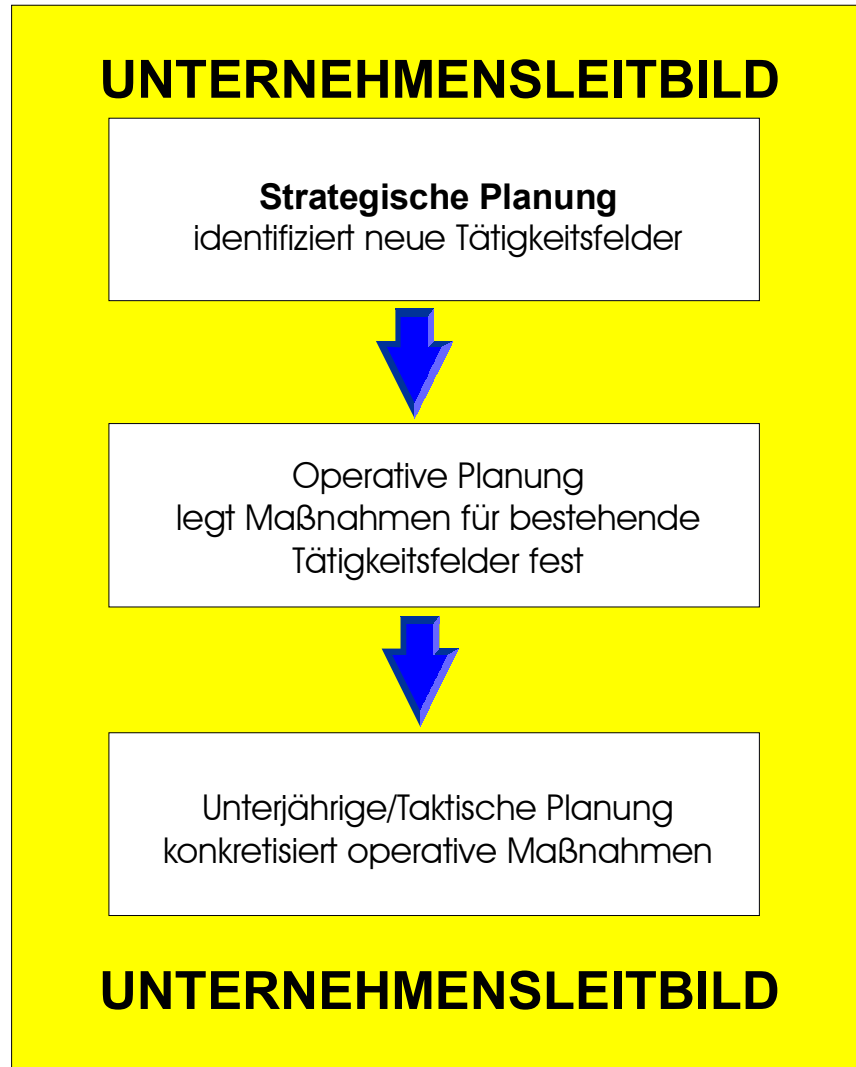 UNTERNEHMENSLEITBILD
Strategische Planung
identifiziert neue Tätigkeitsfelder
Operative Planung
legt Maßnahmen für bestehende
Tätigkeitsfelder fest
Unterjährige/Taktische Planung
konkretisiert operative Maßnahmen
UNTERNEHMENSLEITBILD